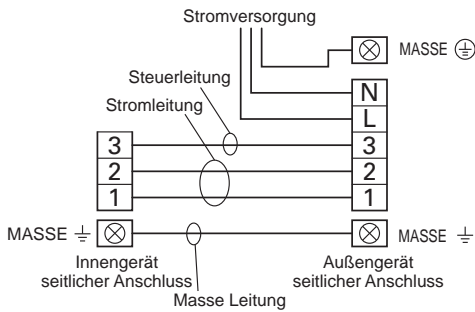 Stromversorgung
MASSE
Steuerleitung
Stromleitung
N
L
3 3
2 2
1 1
MASSE MASSE
Innengerät
seitlicher Anschluss
Außengerät
seitlicher Anschluss
Masse Leitung